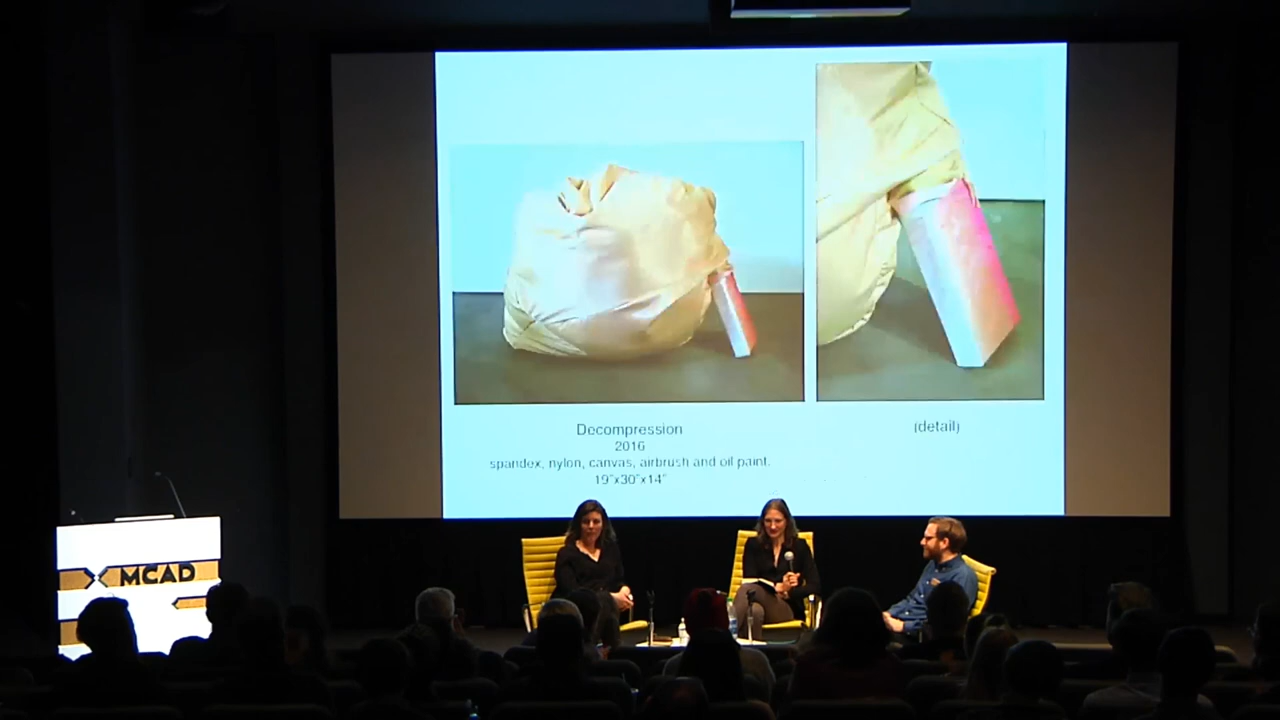 Decompression
2016
spandex, nylon, canvas, airbrush and oil paint.
19"x30"x14"
(detail)
MCAD